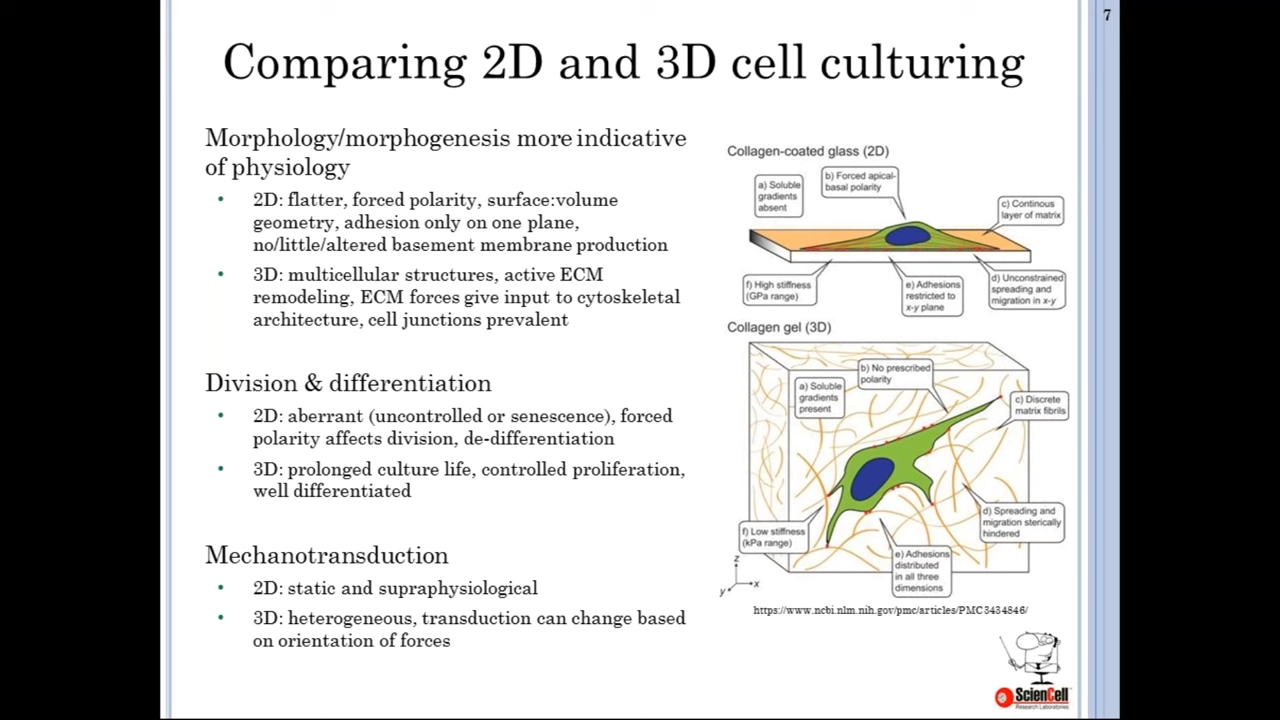 7
Comparing 2D and 3D cell culturing
Morphology/morphogenesis more indicative
of physiology
• 2D: flatter, forced polarity, surface:volume
geometry, adhesion only on one plane,
no/little/altered basement membrane production
• 3D: multicellular structures, active ECM
remodeling, ECM forces give input to cytoskeletal
architecture, cell junctions prevalent
Division & differentiation
• 2D: aberrant (uncontrolled or senescence), forced
polarity affects division, de-differentiation
• 3D: prolonged culture life, controlled proliferation,
well differentiated
Mechanotransduction
• 2D: static and supraphysiological
• 3D: heterogeneous, transduction can change based
on orientation of forces
Collagen-coated glass (2D)
a) Soluble
gradients
absent
b) Forced apical-
basal polarity
c) Continous
layer of matrix
f) High stiffness
(GPa range)
e) Adhesions
restricted to
x-y plane
d) Unconstrained
spreading and
migration in x-y
Collagen gel (3D)
a) Soluble
gradients
present
b) No prescribed
polarity
c) Discrete
matrix fibrils
f) Low stiffness
(kPa range)
e) Adhesions
distributed
in all three
dimensions
d) Spreading and
migration sterically
hindered
z
x
y
https://www.ncbi.nlm.nih.gov/pmc/articles/PMC3434846/
ScienCell
Research Laboratories